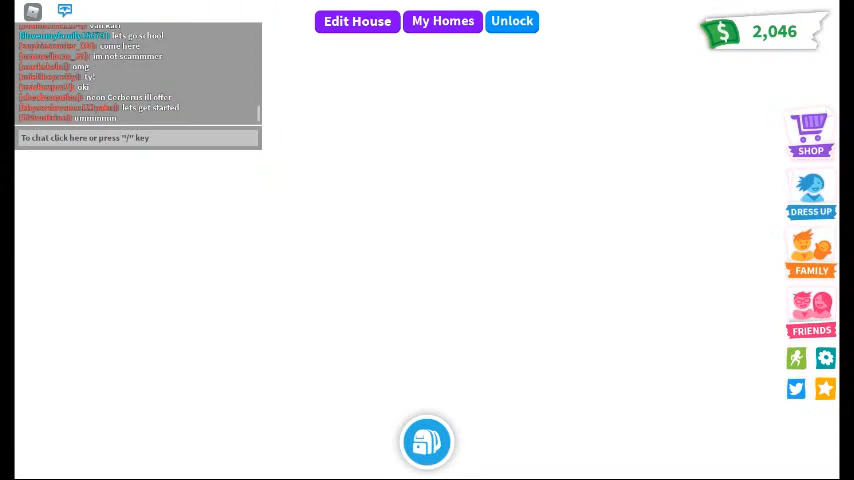 Edit House
My Homes
Unlock
2,046
lets go school
come here
im not scammmer
omg
ty!
oki
neon Cerberus ill offer
lets get started
ummmmm
To chat click here or press "/" key
SHOP
DRESS UP
FAMILY
FRIENDS